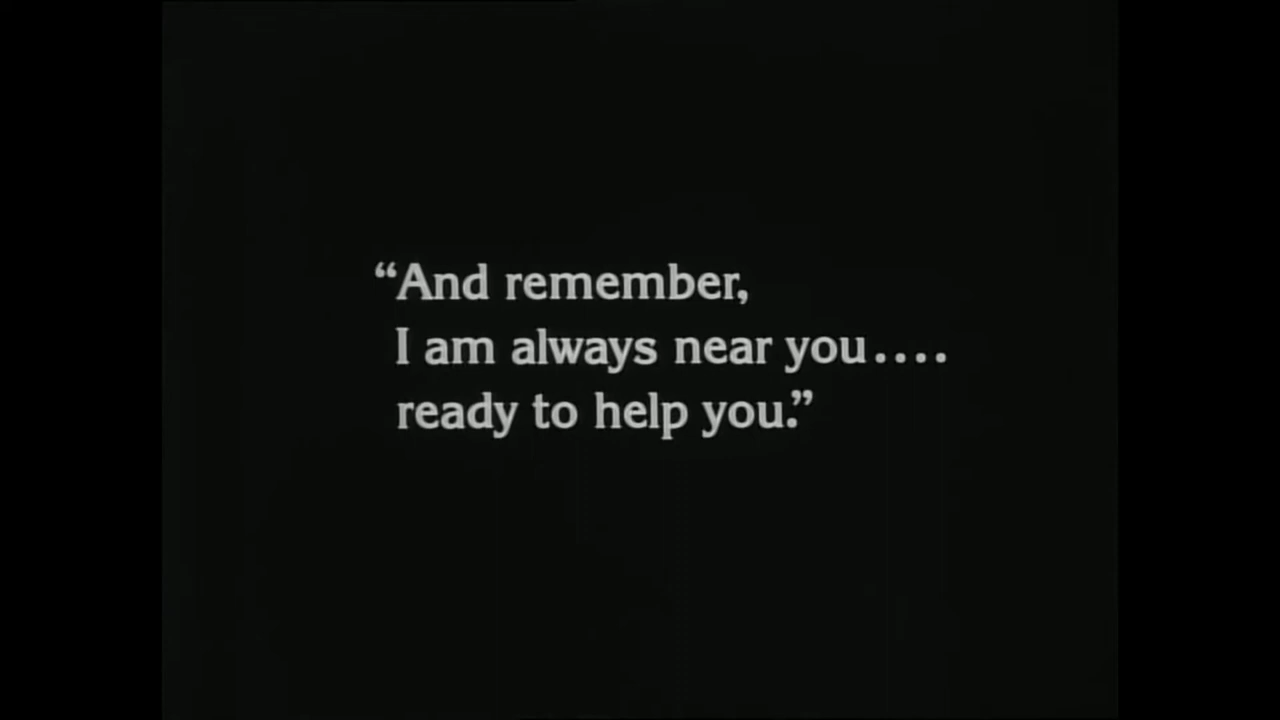 “And remember,
I am always near you....
ready to help you.”